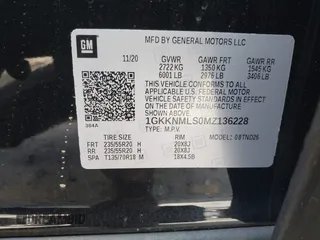 GM
MFD BY GENERAL MOTORS LLC
11/20 GVWR GAWR FRT GAWR RR
2722 KG 1350 KG 1545 KG
6001 LB 2976 LB 3406 LB
THIS VEHICLE CONFORMS TO ALL
APPLICABLE U.S. FEDERAL MOTOR
VEHICLE SAFETY AND THEFT
PREVENTION STANDARDS IN EFFECT
ON THE DATE OF MANUFACTURE
SHOWN ABOVE.
1GKKNMLS0MZ136228
TYPE: M.P.V. MODEL:
TIRE SIZE RIM
FRT 235/55R20 H 20X8J
RR 235/55R20 H 20X8J
SPA T135/70R18 M 18X4.5B